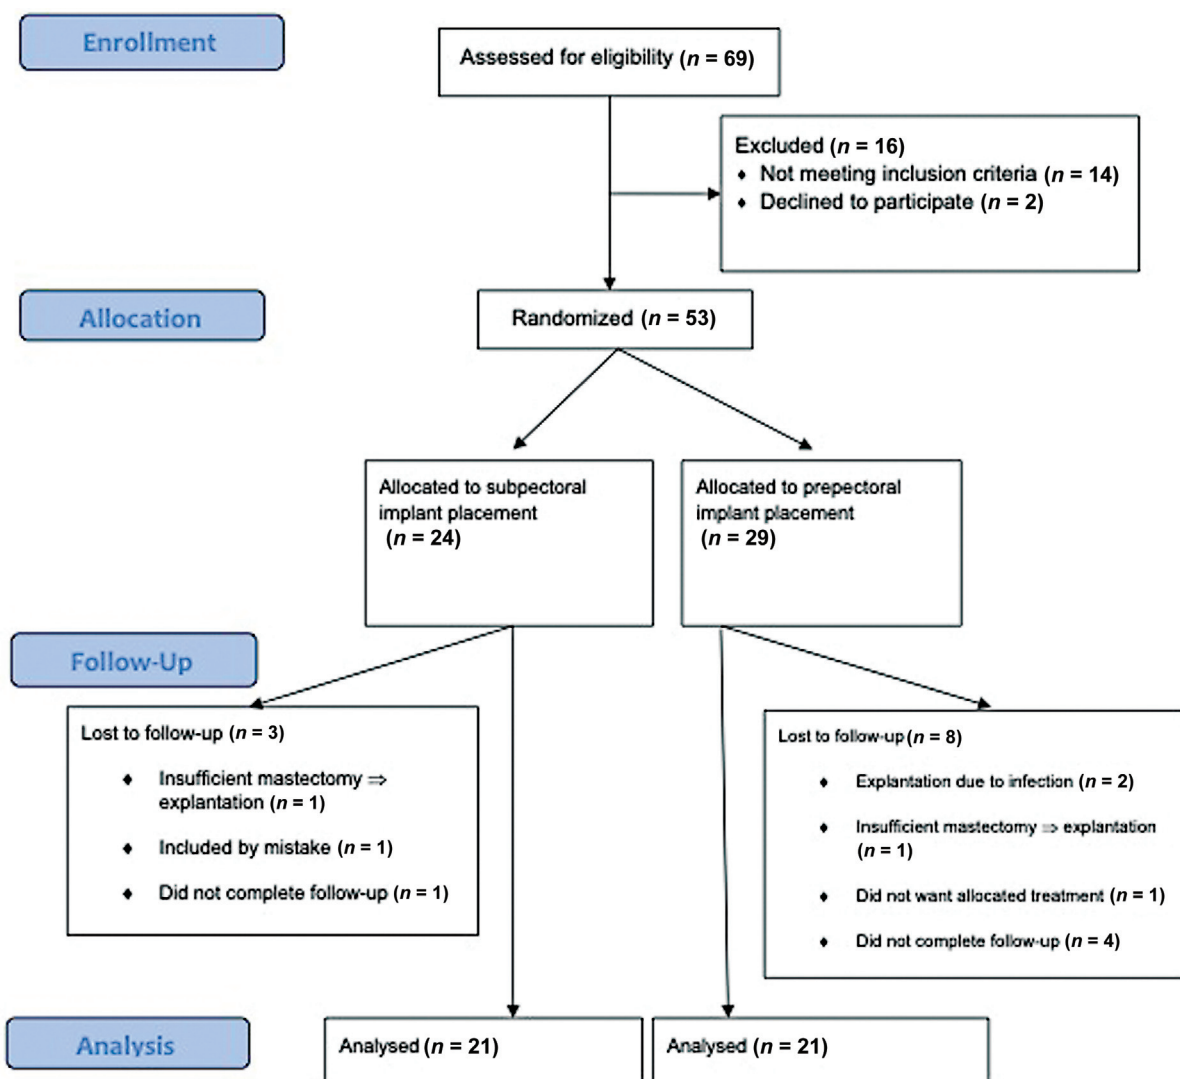 Enrollment
Assessed for eligibility (n = 69)
Excluded (n = 16)
♦ Not meeting inclusion criteria (n = 14)
♦ Declined to participate (n = 2)
Allocation
Randomized (n = 53)
Allocated to subpectoral
implant placement
(n = 24)
Allocated to prepectoral
implant placement
(n = 29)
Follow-Up
Lost to follow-up (n = 3)
♦ Insufficient mastectomy ⇒
explantation (n = 1)
♦ Included by mistake (n = 1)
♦ Did not complete follow-up (n = 1)
Lost to follow-up (n = 8)
♦ Explantation due to infection (n = 2)
♦ Insufficient mastectomy ⇒ explantation
(n = 1)
♦ Did not want allocated treatment (n = 1)
♦ Did not complete follow-up (n = 4)
Analysis
Analysed (n = 21)
Analysed (n = 21)